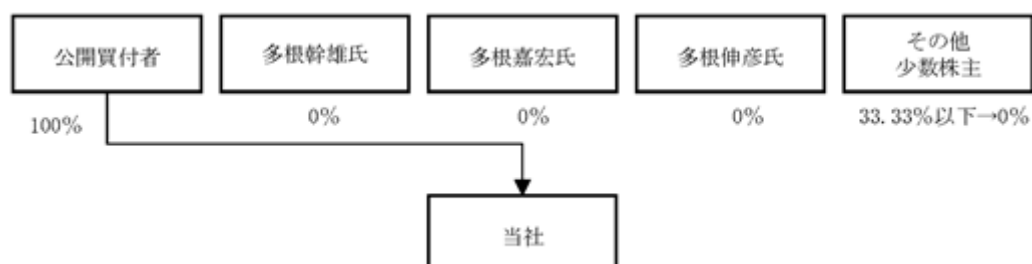 公開買付者
多根幹雄氏
多根嘉宏氏
多根伸彦氏
その他
少数株主
100%
0%
0%
0%
33.33%以下→0%
当社